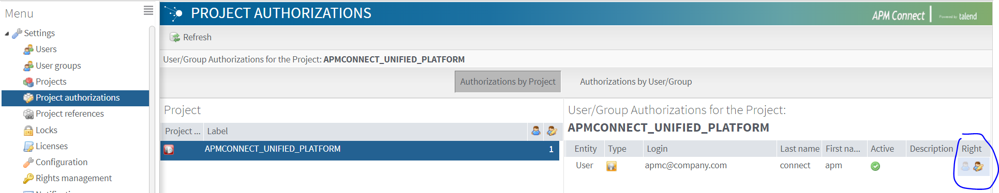 Menu
Settings
Users
User groups
Projects
Project authorizations
Project references
Locks
Licenses
Configuration
Rights management
PROJECT AUTHORIZATIONS
APM Connect
Powered by talend
Refresh
User/Group Authorizations for the Project: APMCONNECT_UNIFIED_PLATFORM
Authorizations by Project
Authorizations by User/Group
Project
Project ... Label
APMCONNECT_UNIFIED_PLATFORM 1
User/Group Authorizations for the Project:
APMCONNECT_UNIFIED_PLATFORM
Entity Type Login Last name First na... Active Description Right
User apmc@company.com connect apm